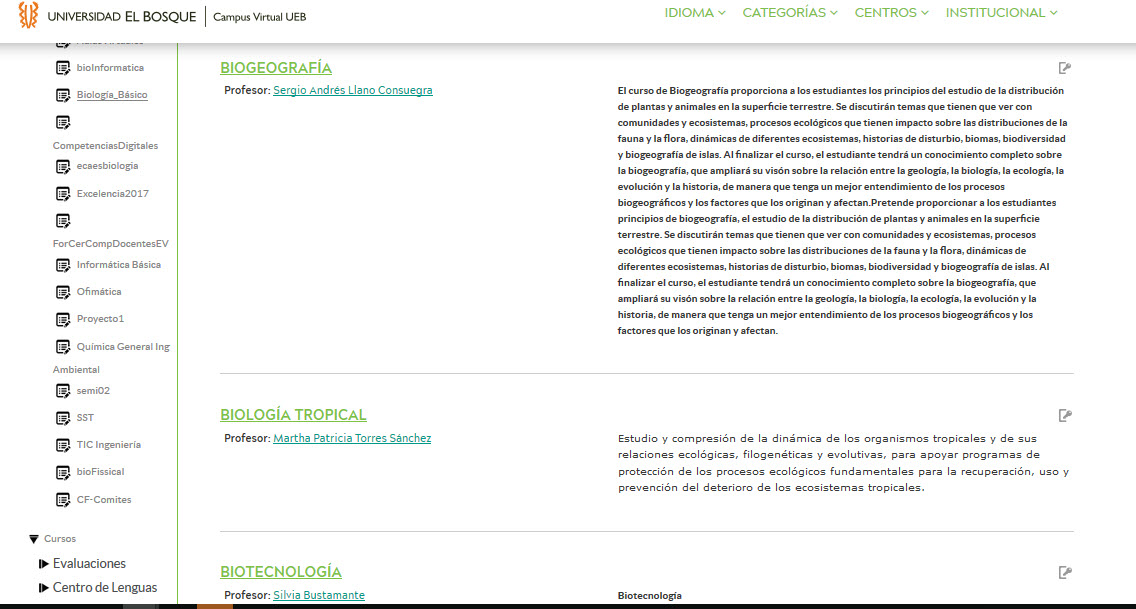 UNIVERSIDAD EL BOSQUE | Campus Virtual UEB
IDIOMA CATEGORÍAS CENTROS INSTITUCIONAL
bioInformatica
Biología_Básico
CompetenciasDigitales
ecaesbiologia
Excelencia2017
ForCerCompDocentesEV
Informática Básica
Ofimática
Proyecto1
Química General Ing
Ambiental
semi02
SST
TIC Ingeniería
bioFissical
CF-Comites
Cursos
Evaluaciones
Centro de Lenguas
BIOGEOGRAFÍA
Profesor: Sergio Andrés Llano Consuegra
El curso de Biogeografía proporciona a los estudiantes los principios del estudio de la distribución
de plantas y animales en la superficie terrestre. Se discutirán temas que tienen que ver con
comunidades y ecosistemas, procesos ecológicos que tienen impacto sobre las distribuciones de la
fauna y la flora, dinámicas de diferentes ecosistemas, historias de disturbio, biomas, biodiversidad
y biogeografía de islas. Al finalizar el curso, el estudiante tendrá un conocimiento completo sobre
la biogeografía, que ampliará su visón sobre la relación entre la geología, la biología, la ecología, la
evolución y la historia, de manera que tenga un mejor entendimiento de los procesos
biogeográficos y los factores que los originan y afectan.Pretende proporcionar a los estudiantes
principios de biogeografía, el estudio de la distribución de plantas y animales en la superficie
terrestre. Se discutirán temas que tienen que ver con comunidades y ecosistemas, procesos
ecológicos que tienen impacto sobre las distribuciones de la fauna y la flora, dinámicas de
diferentes ecosistemas, historias de disturbio, biomas, biodiversidad y biogeografía de islas. Al
finalizar el curso, el estudiante tendrá un conocimiento completo sobre la biogeografía, que
ampliará su visón sobre la relación entre la geología, la biología, la ecología, la evolución y la
historia, de manera que tenga un mejor entendimiento de los procesos biogeográficos y los
factores que los originan y afectan.
BIOLOGÍA TROPICAL
Profesor: Martha Patricia Torres Sánchez
Estudio y compresión de la dinámica de los organismos tropicales y de sus
relaciones ecológicas, filogenéticas y evolutivas, para apoyar programas de
protección de los procesos ecológicos fundamentales para la recuperación, uso y
prevención del deterioro de los ecosistemas tropicales.
BIOTECNOLOGÍA
Profesor: Silvia Bustamante
Biotecnología